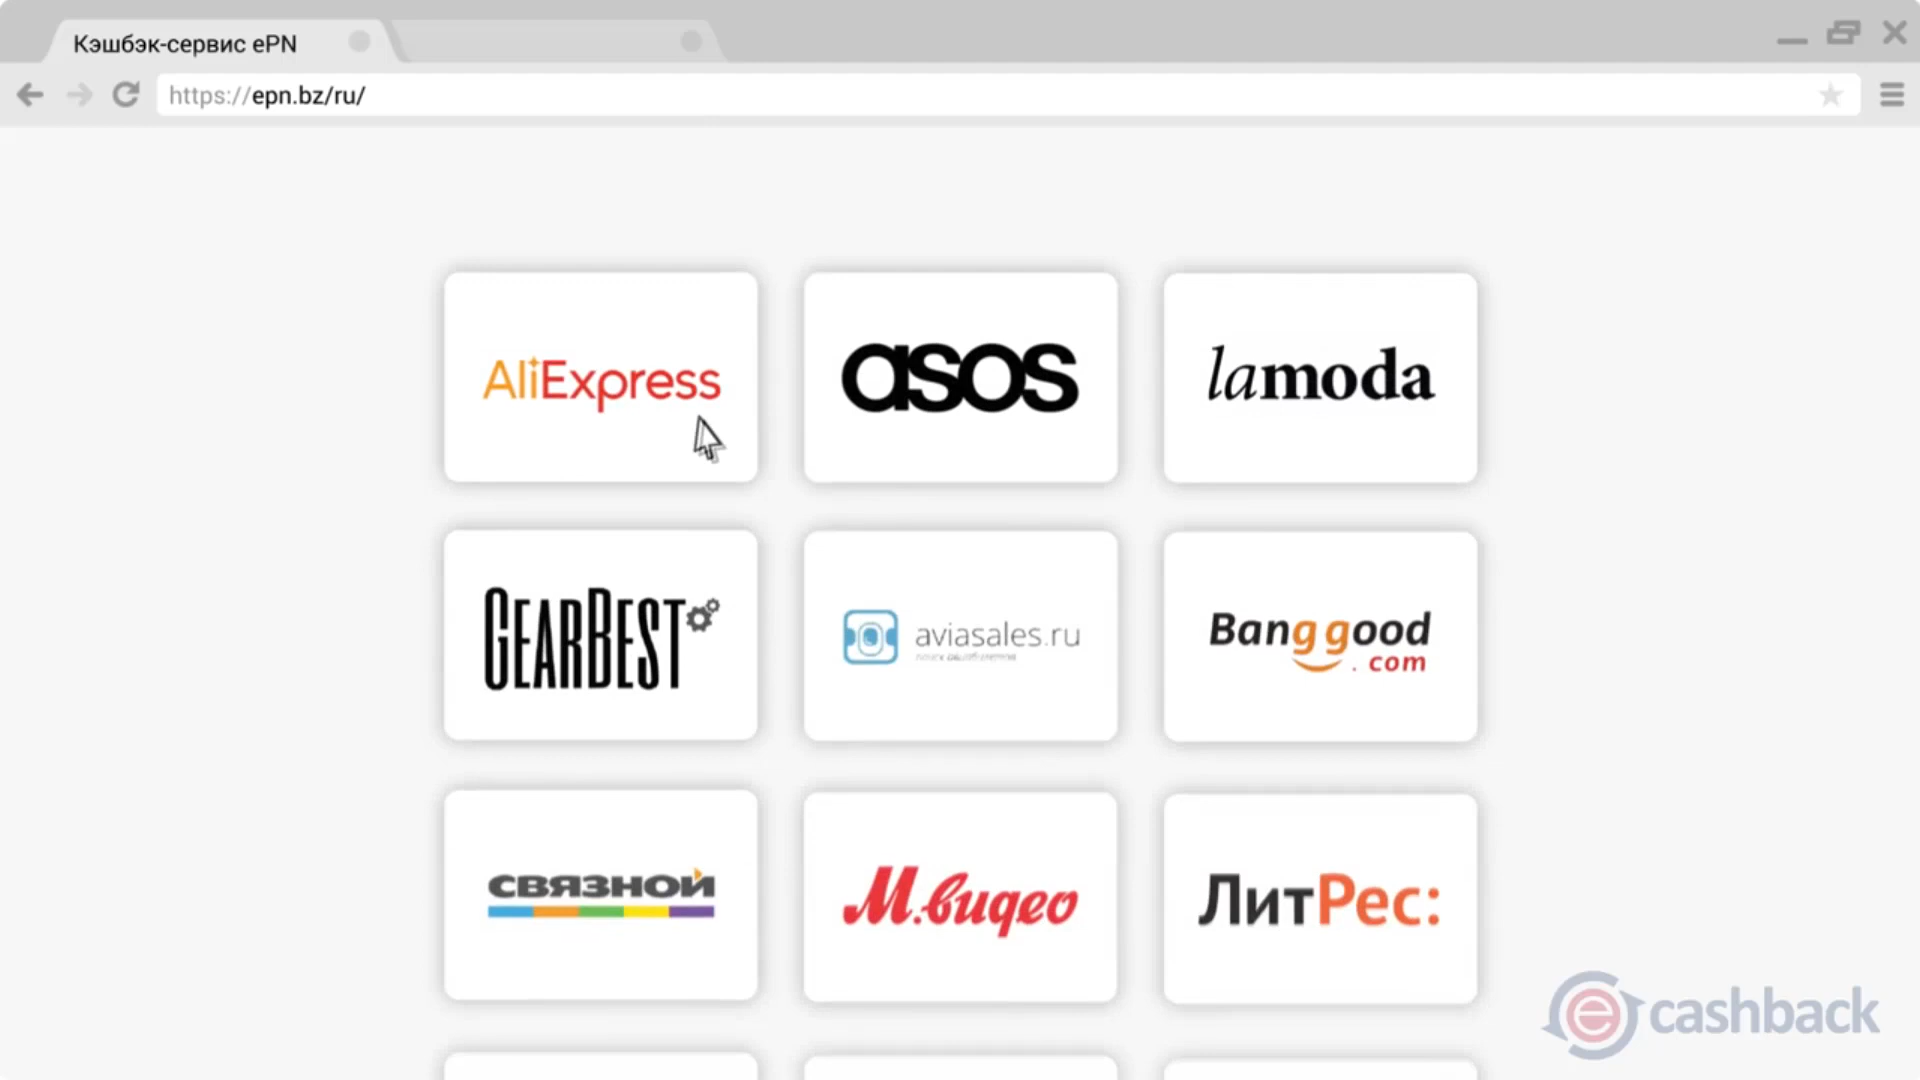 Кэшбэк-сервис ePN
https://epn.bz/ru/
AliExpress
asos
lamoda
GEARBEST
aviasales.ru
Banggood
.com
СВЯЗНОЙ
М.видео
ЛитРес:
e cashback